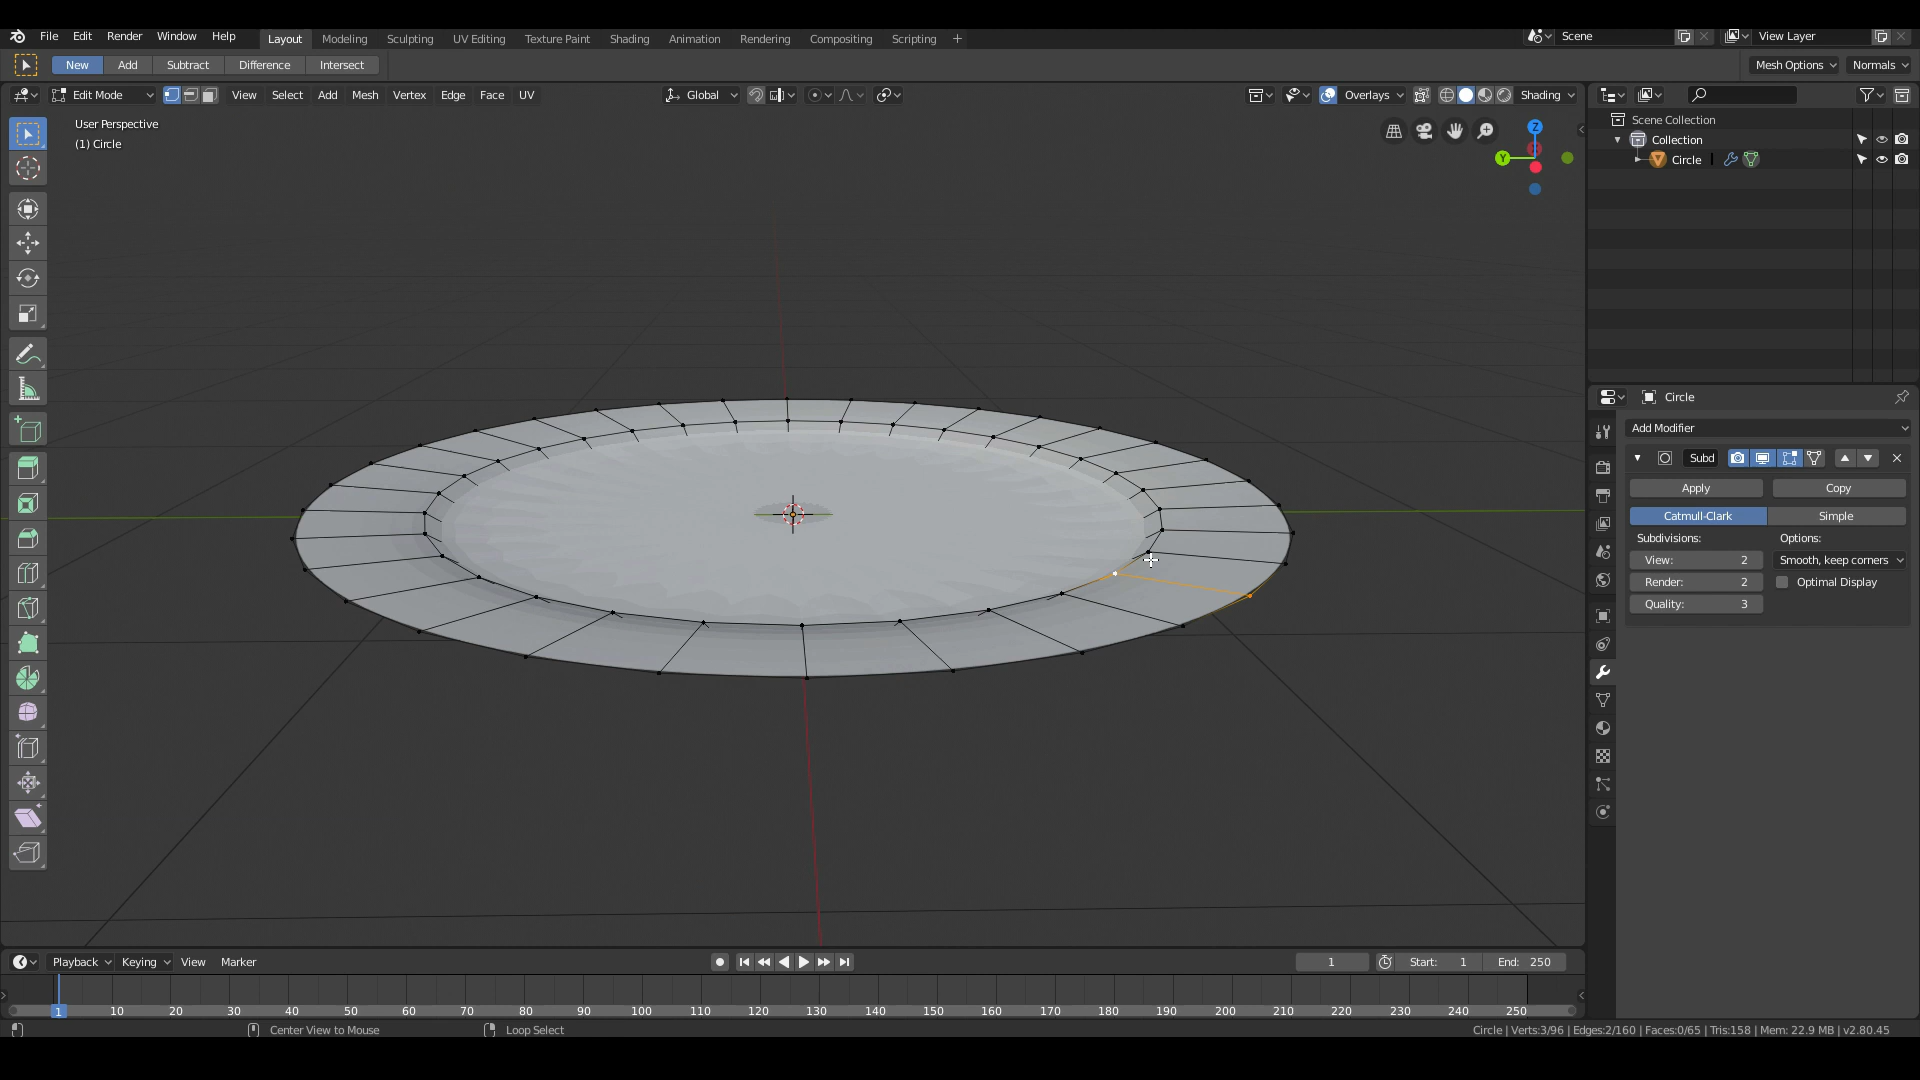 File Edit Render Window Help Layout Modeling Sculpting UV Editing Texture Paint Shading Animation Rendering Compositing Scripting + Scene View Layer
New Add Subtract Difference Intersect Mesh Options Normals
Edit Mode View Select Add Mesh Vertex Edge Face UV Global Overlays Shading
User Perspective
(1) Circle
Z
Y
Scene Collection
Collection
Circle
Circle
Add Modifier
Subd
Apply Copy
Catmull-Clark Simple
Subdivisions: Options:
View: 2 Smooth, keep corners
Render: 2 Optimal Display
Quality: 3
Playback Keying View Marker 1 Start: 1 End: 250
1 10 20 30 40 50 60 70 80 90 100 110 120 130 140 150 160 170 180 190 200 210 220 230 240 250
Center View to Mouse Loop Select Circle | Verts:3/96 | Edges:2/160 | Faces:0/65 | Tris:158 | Mem: 22.9 MB | v2.80.45